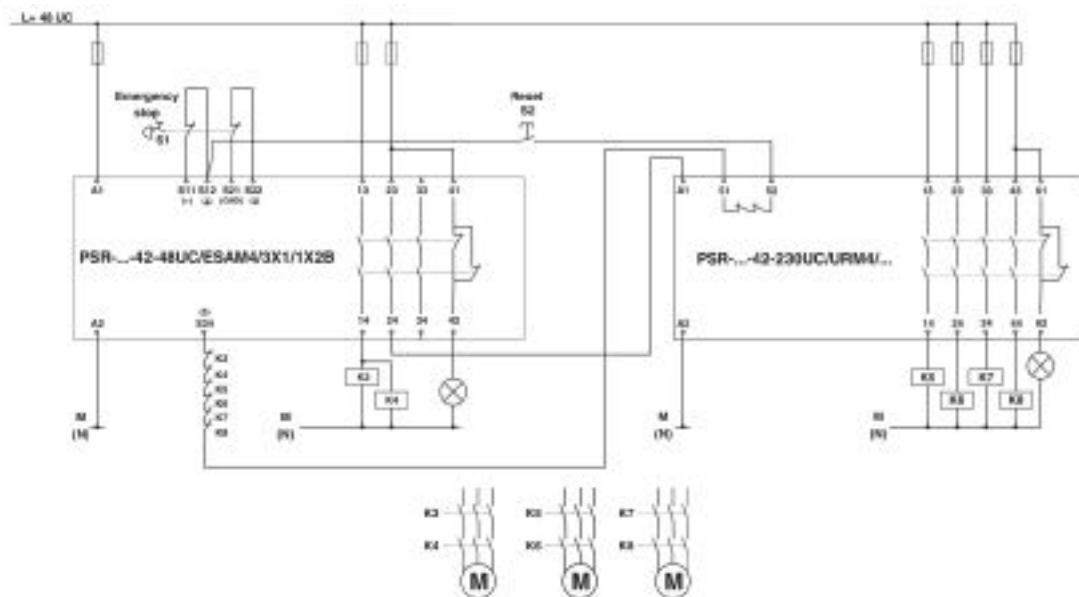 L+ 48 UC
Emergency
stop
S1
Reset
S2
A1 S11 S12 S21 S22 13 23 33 41
PSR-...-42-48UC/ESAM4/3X1/1X2B
A2 S34 14 24 34 42
K3
K4
K5
K6
K7
K8
K3
K4
M
(N)
M
(N)
A1 S1 S2 13 23 33 43 51
PSR-...-42-230UC/URM4/...
A2 14 24 34 44 52
K5 K7
K6 K8
M
(N)
M
(N)
K3 K5 K7
K4 K6 K8
M M M